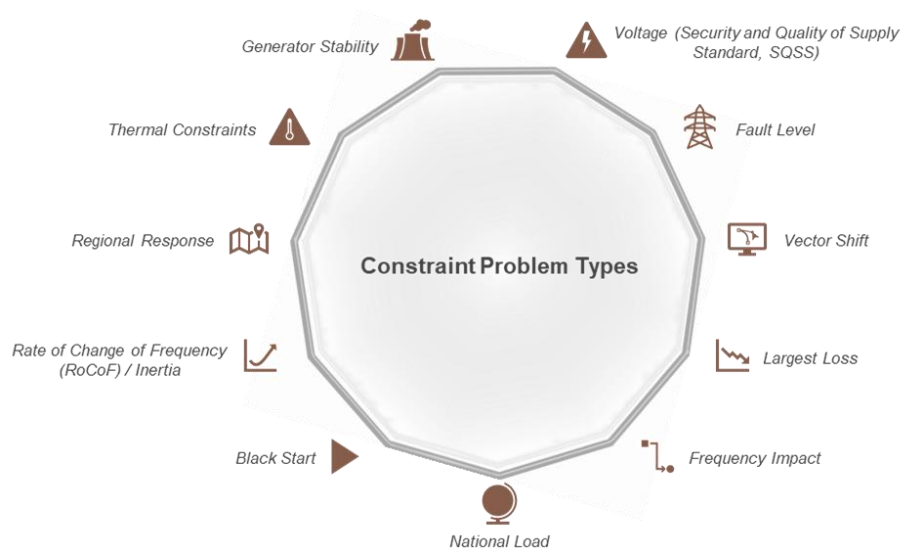 Generator Stability
Voltage (Security and Quality of Supply
Standard, SQSS)
Thermal Constraints
Fault Level
Regional Response
Vector Shift
Constraint Problem Types
Rate of Change of Frequency
(RoCoF) / Inertia
Largest Loss
Black Start
Frequency Impact
National Load